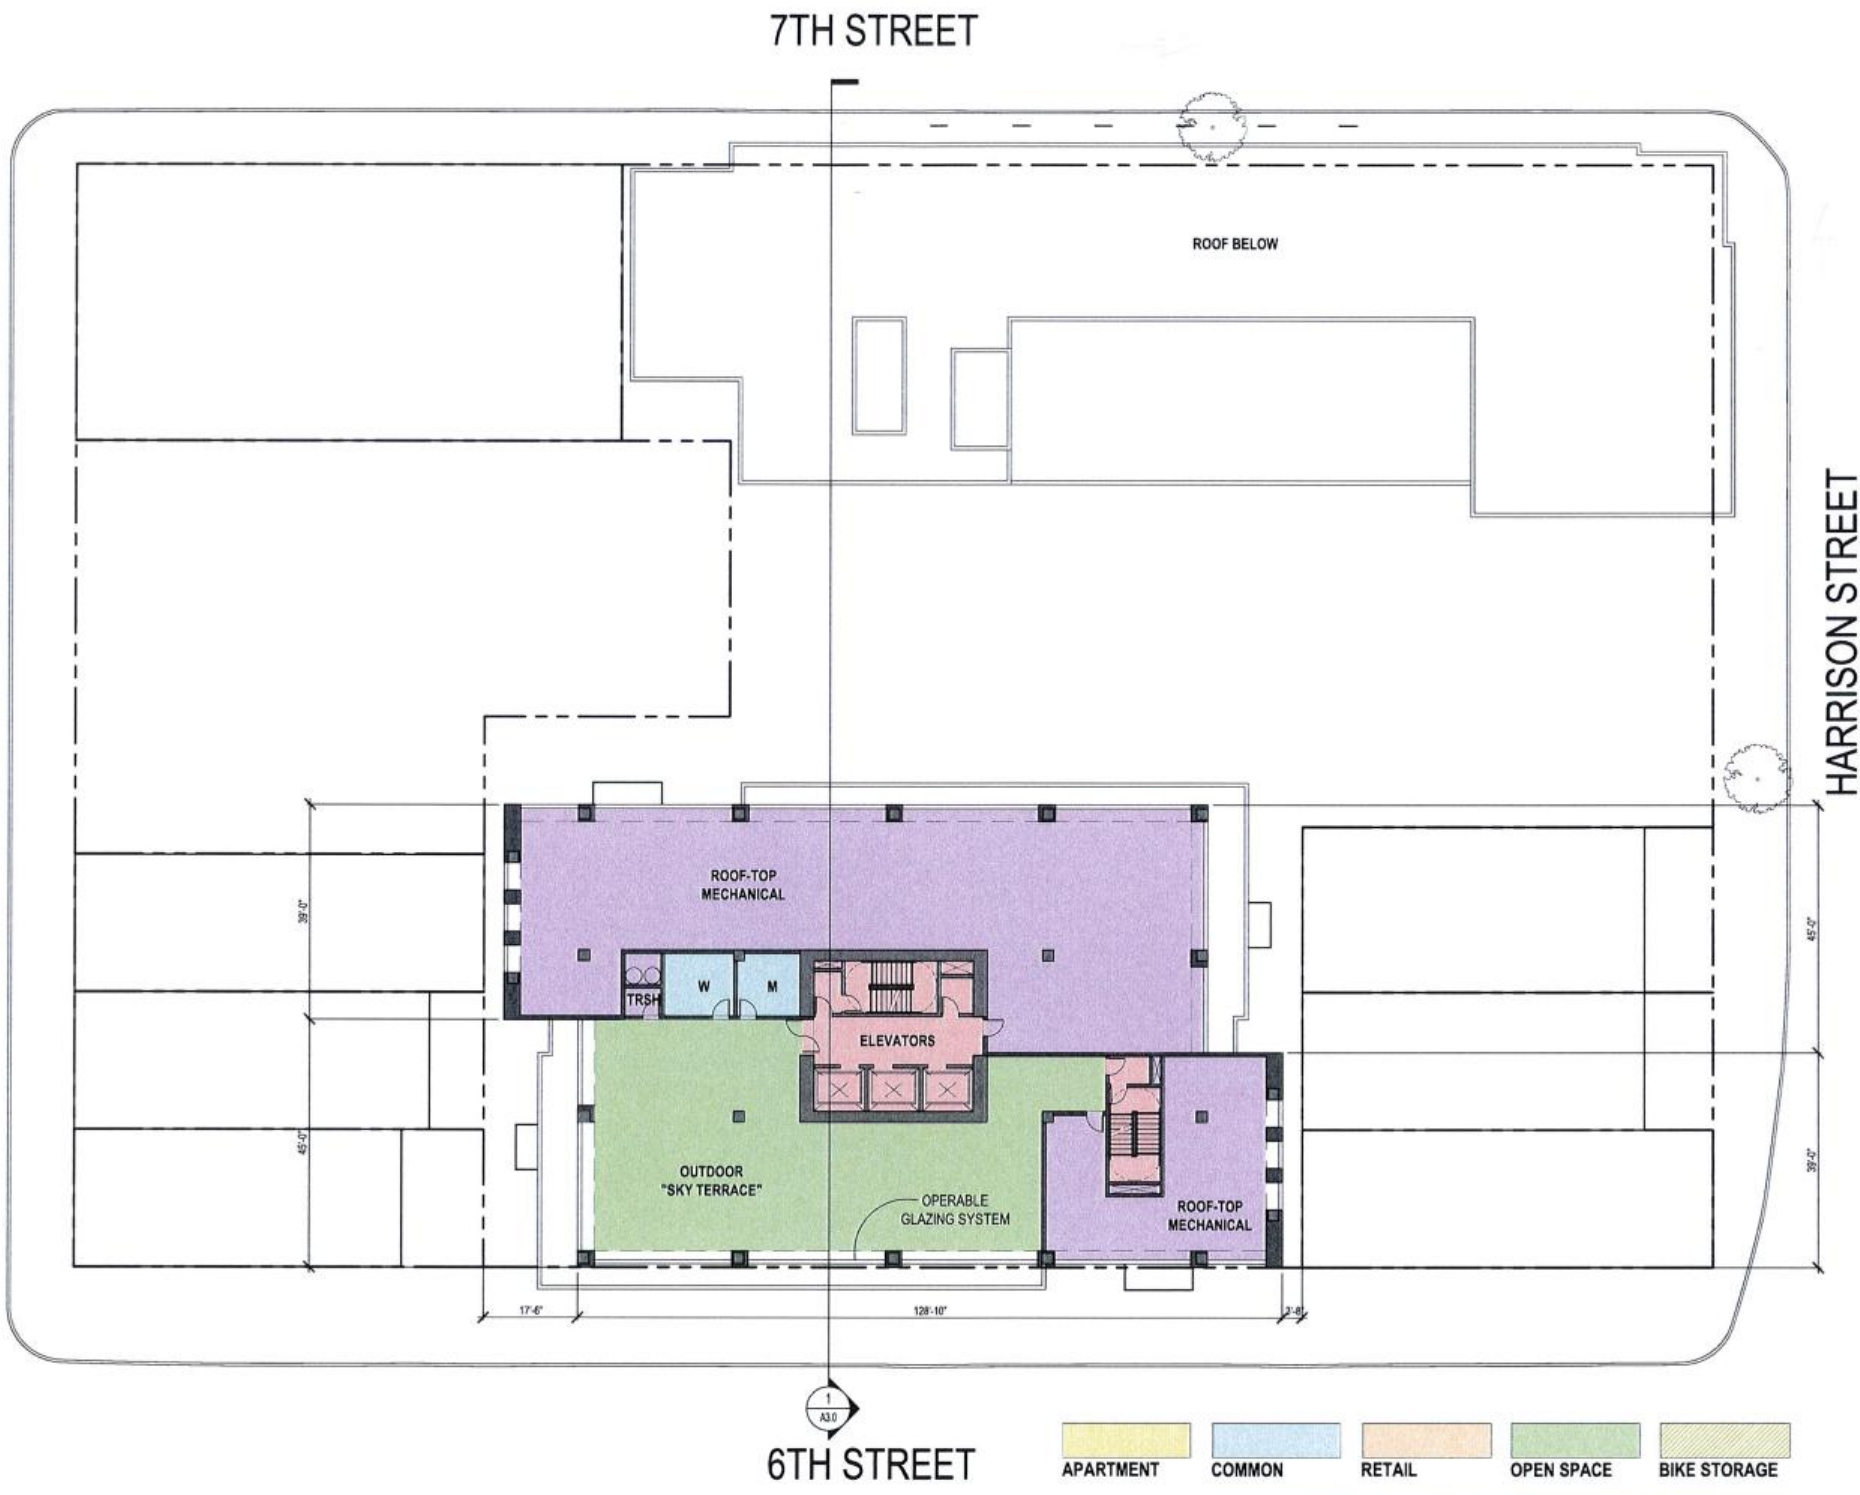 7TH STREET
ROOF BELOW
HARRISON STREET
ROOF-TOP
MECHANICAL
39'-0"
45'-0"
W
M
TRSH
ELEVATORS
45'-0"
39'-0"
OUTDOOR
"SKY TERRACE"
OPERABLE
GLAZING SYSTEM
ROOF-TOP
MECHANICAL
17'-6"
128'-10"
1
A3.0
6TH STREET
APARTMENT
COMMON
RETAIL
OPEN SPACE
BIKE STORAGE